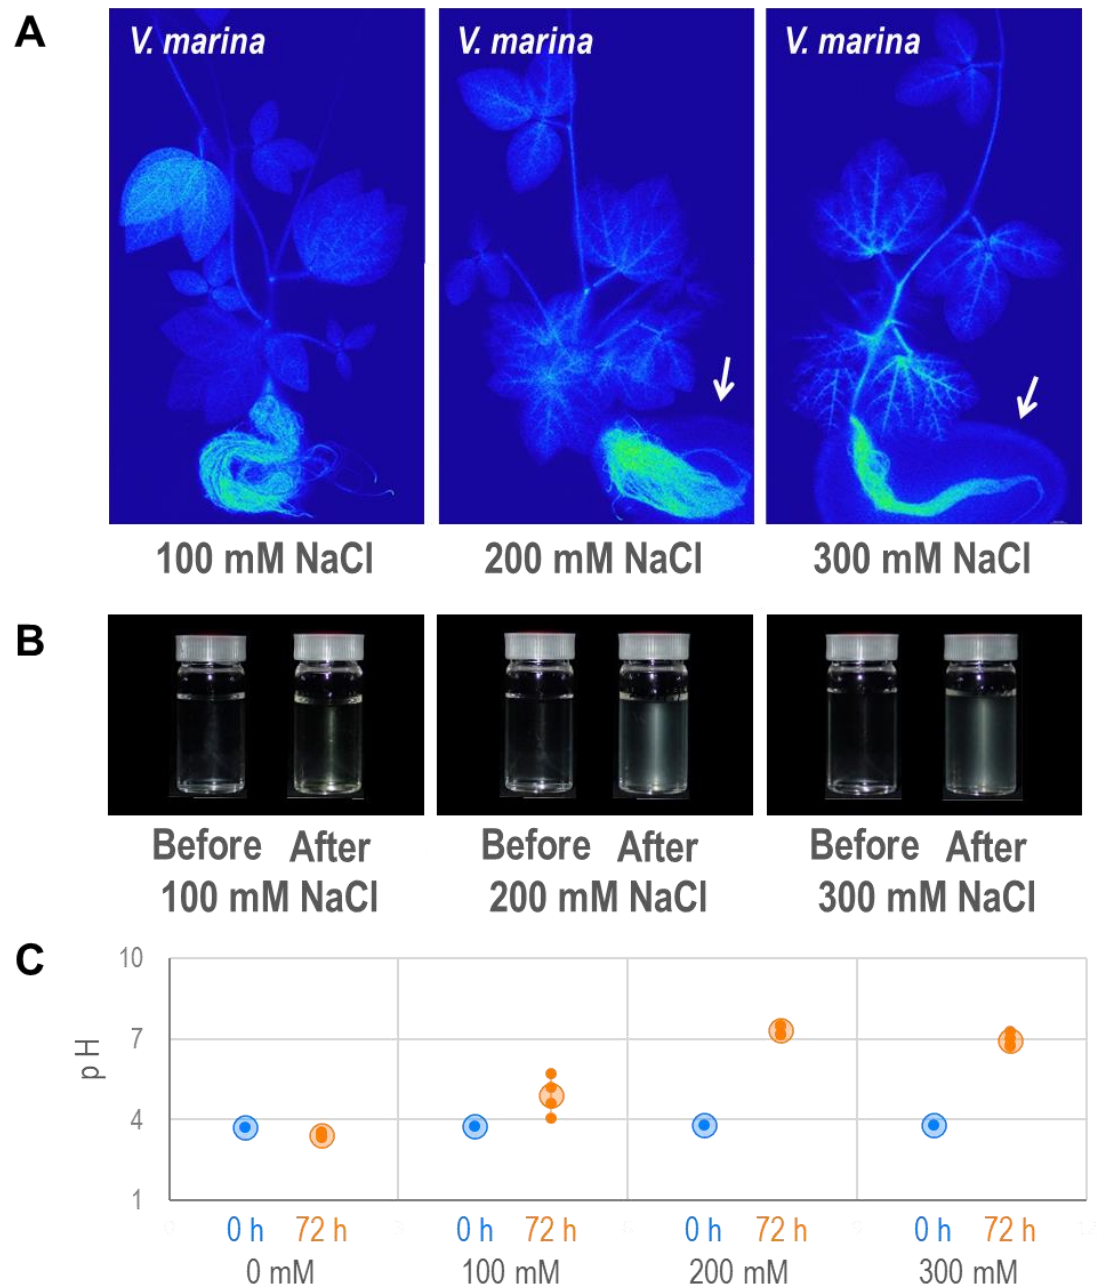 A
V. marina
V. marina
V. marina
100 mM NaCl
200 mM NaCl
300 mM NaCl
B
Before After
Before After
Before After
100 mM NaCl
200 mM NaCl
300 mM NaCl
C
10
7
4
1
pH
0 h 72 h
0 h 72 h
0 h 72 h
0 h 72 h
0 mM
100 mM
200 mM
300 mM